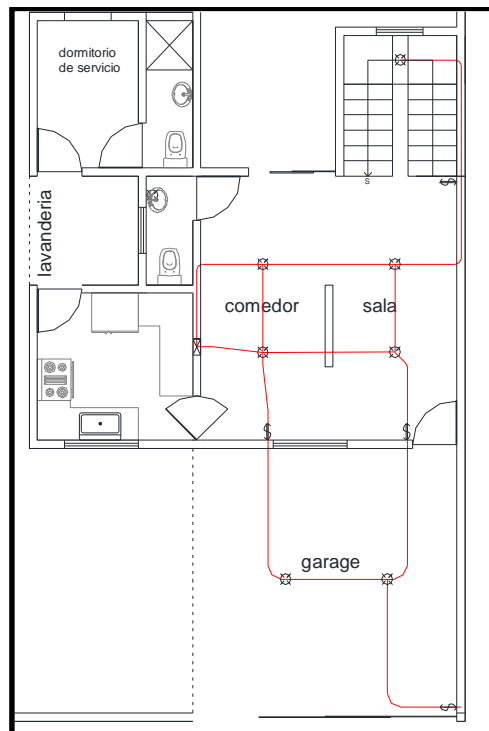 dormitorio
de servicio
lavanderia
S
comedor
sala
garage